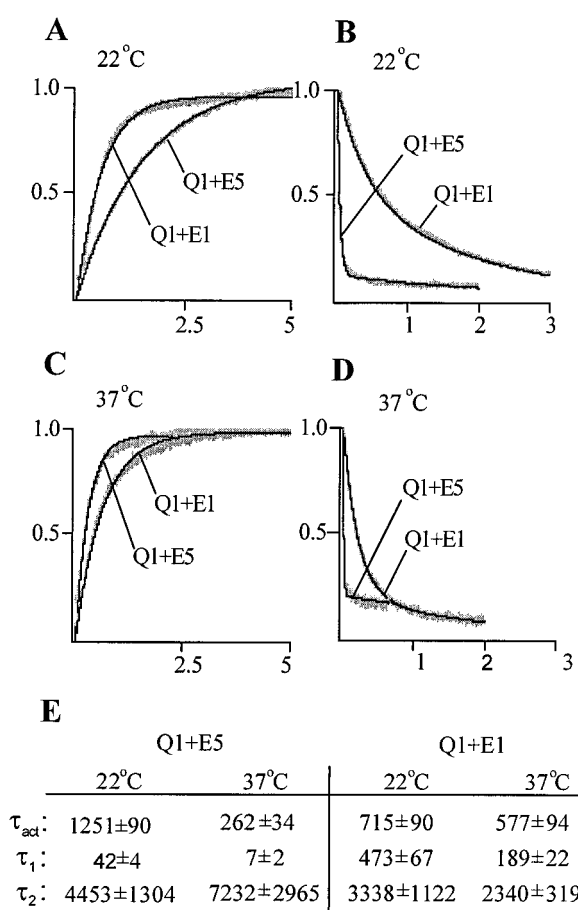 A
B
22°C
22°C
1.0
0.5
Q1+E5
Q1+E1
2.5
5
1.0
0.5
Q1+E5
Q1+E1
1
2
3
C
D
37°C
37°C
1.0
0.5
Q1+E1
Q1+E5
2.5
5
1.0
0.5
Q1+E5
Q1+E1
1
2
3
E
Q1+E5 Q1+E1
22°C 37°C 22°C 37°C
τact: 1251±90 262±34 715±90 577±94
τ1: 42±4 7±2 473±67 189±22
τ2: 4453±1304 7232±2965 3338±1122 2340±319